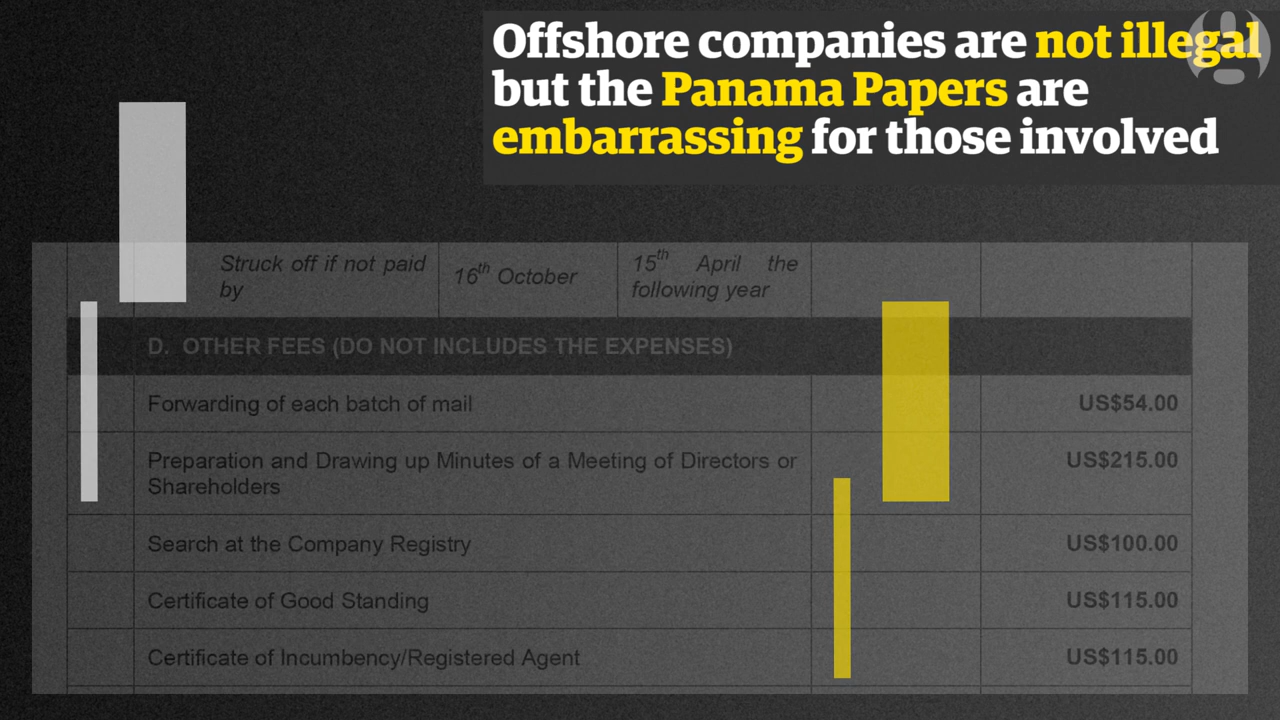 Offshore companies are not illegal
but the Panama Papers are
embarrassing for those involved
Struck off if not paid
by
16th October
15th April the
following year
D. OTHER FEES (DO NOT INCLUDES THE EXPENSES)
Forwarding of each batch of mail
US$54.00
Preparation and Drawing up Minutes of a Meeting of Directors or
Shareholders
US$215.00
Search at the Company Registry
US$100.00
Certificate of Good Standing
US$115.00
Certificate of Incumbency/Registered Agent
US$115.00